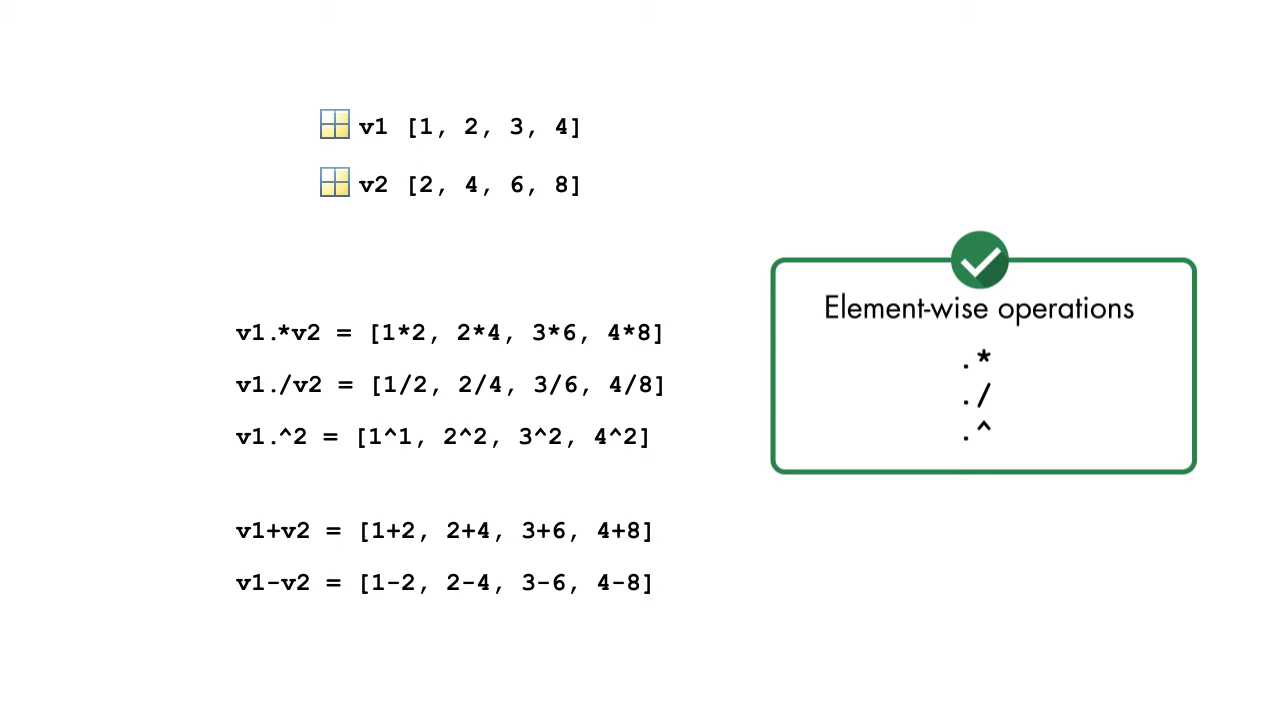 v1 [1, 2, 3, 4]
v2 [2, 4, 6, 8]
v1.*v2 = [1*2, 2*4, 3*6, 4*8]
v1./v2 = [1/2, 2/4, 3/6, 4/8]
v1.^2 = [1^1, 2^2, 3^2, 4^2]
v1+v2 = [1+2, 2+4, 3+6, 4+8]
v1-v2 = [1-2, 2-4, 3-6, 4-8]
Element-wise operations
.*
./
.^